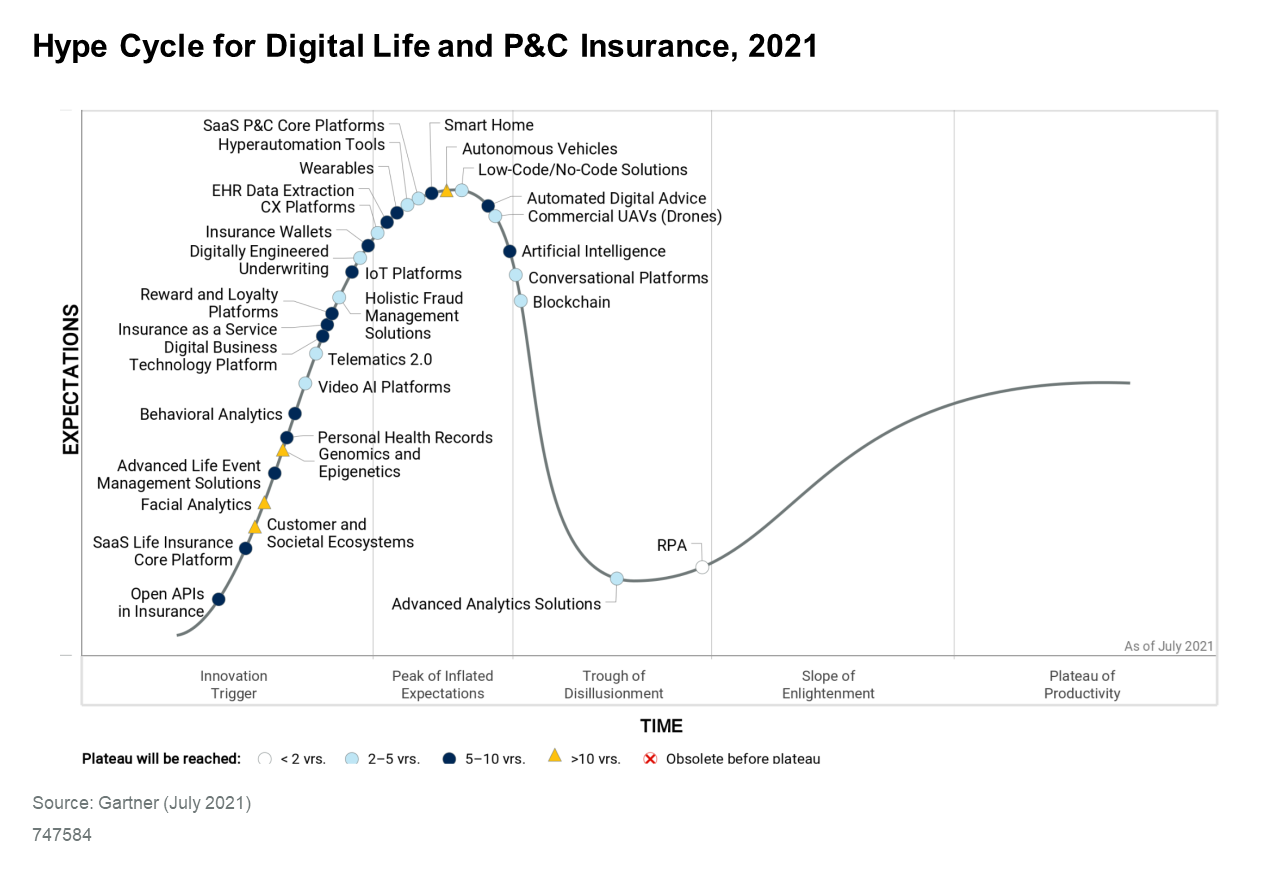 Hype Cycle for Digital Life and P&C Insurance, 2021
SaaS P&C Core Platforms
Hyperautomation Tools
Wearables
EHR Data Extraction
CX Platforms
Insurance Wallets
Digitally Engineered
Underwriting
Reward and Loyalty
Platforms
Insurance as a Service
Digital Business
Technology Platform
Behavioral Analytics
Advanced Life Event
Management Solutions
Facial Analytics
SaaS Life Insurance
Core Platform
Open APIs
in Insurance
Smart Home
Autonomous Vehicles
Low-Code/No-Code Solutions
Automated Digital Advice
Commercial UAVs (Drones)
Artificial Intelligence
Conversational Platforms
Blockchain
IoT Platforms
Holistic Fraud
Management
Solutions
Telematics 2.0
Video AI Platforms
Personal Health Records
Genomics and
Epigenetics
Customer and
Societal Ecosystems
RPA
Advanced Analytics Solutions
EXPECTATIONS
As of July 2021
Innovation
Trigger
Peak of Inflated
Expectations
Trough of
Disillusionment
Slope of
Enlightenment
Plateau of
Productivity
TIME
Plateau will be reached: < 2 yrs. 2–5 yrs. 5–10 yrs. >10 yrs. Obsolete before plateau
Source: Gartner (July 2021)
747584